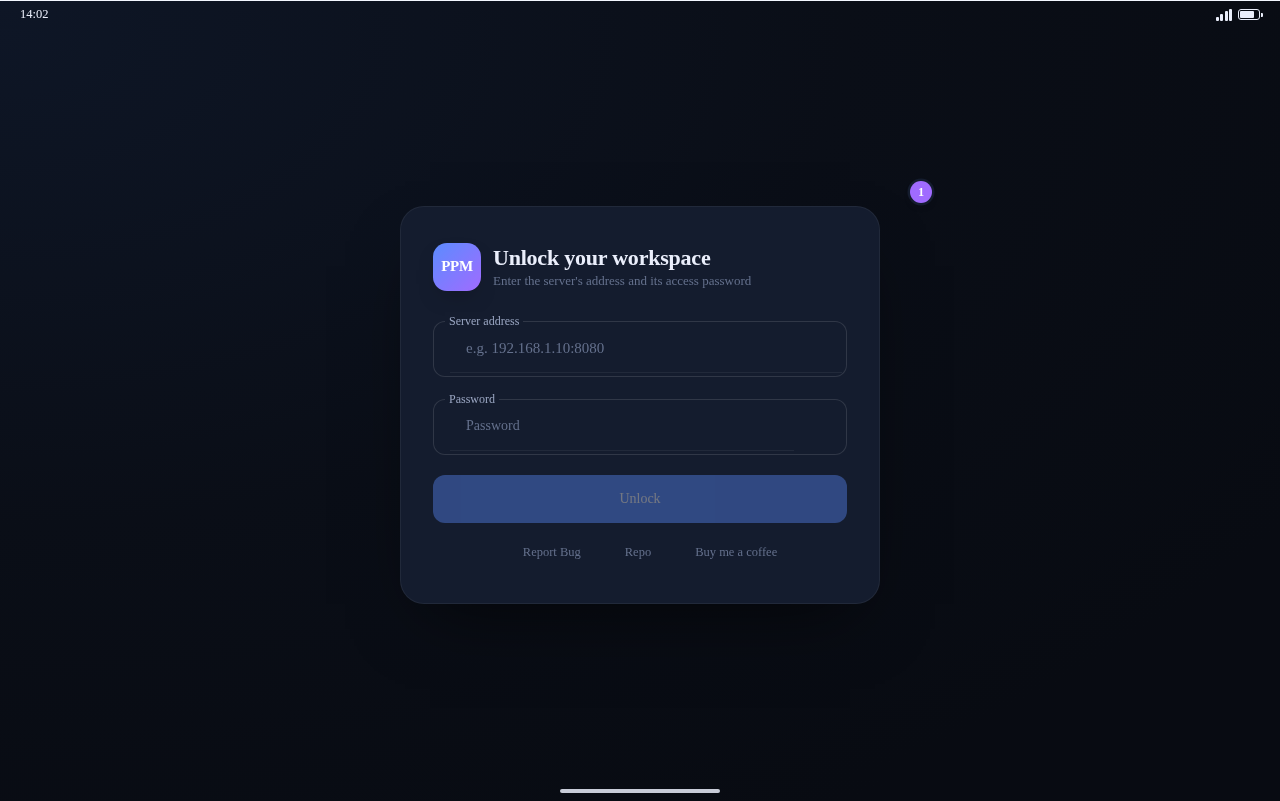 14:02
1
PPM
Unlock your workspace
Enter the server's address and its access password
Server address
e.g. 192.168.1.10:8080
Password
Password
Unlock
Report Bug Repo Buy me a coffee